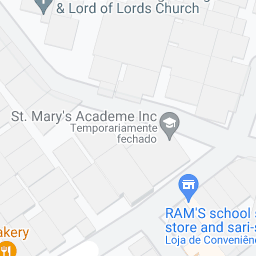 & Lord of Lords Church
St. Mary's Academe Inc
Temporariamente
fechado
RAM'S school s
store and sari-s
Loja de Conveniên
akery